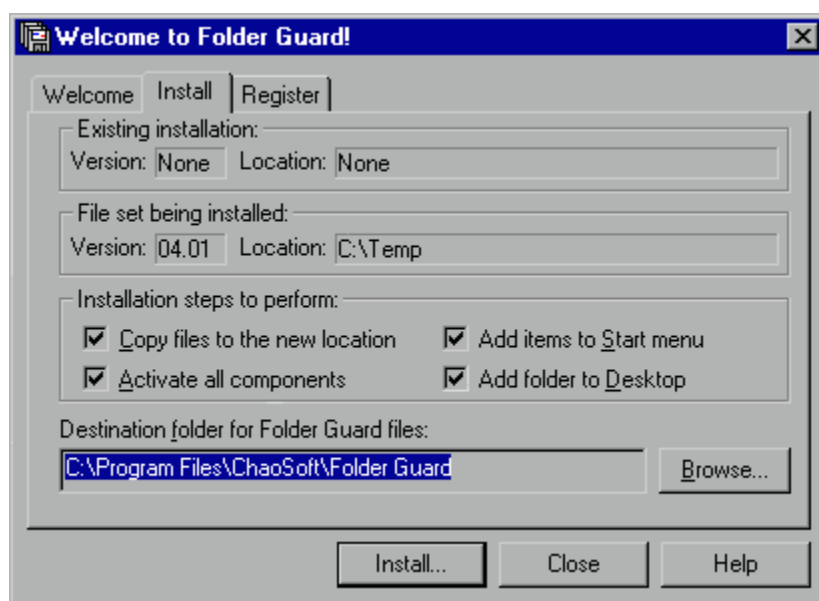 Welcome to Folder Guard!
Welcome Install Register
Existing installation:
Version: None Location: None
File set being installed:
Version: 04.01 Location: C:\Temp
Installation steps to perform:
Copy files to the new location Add items to Start menu
Activate all components Add folder to Desktop
Destination folder for Folder Guard files:
C:\Program Files\ChaoSoft\Folder Guard Browse...
Install... Close Help